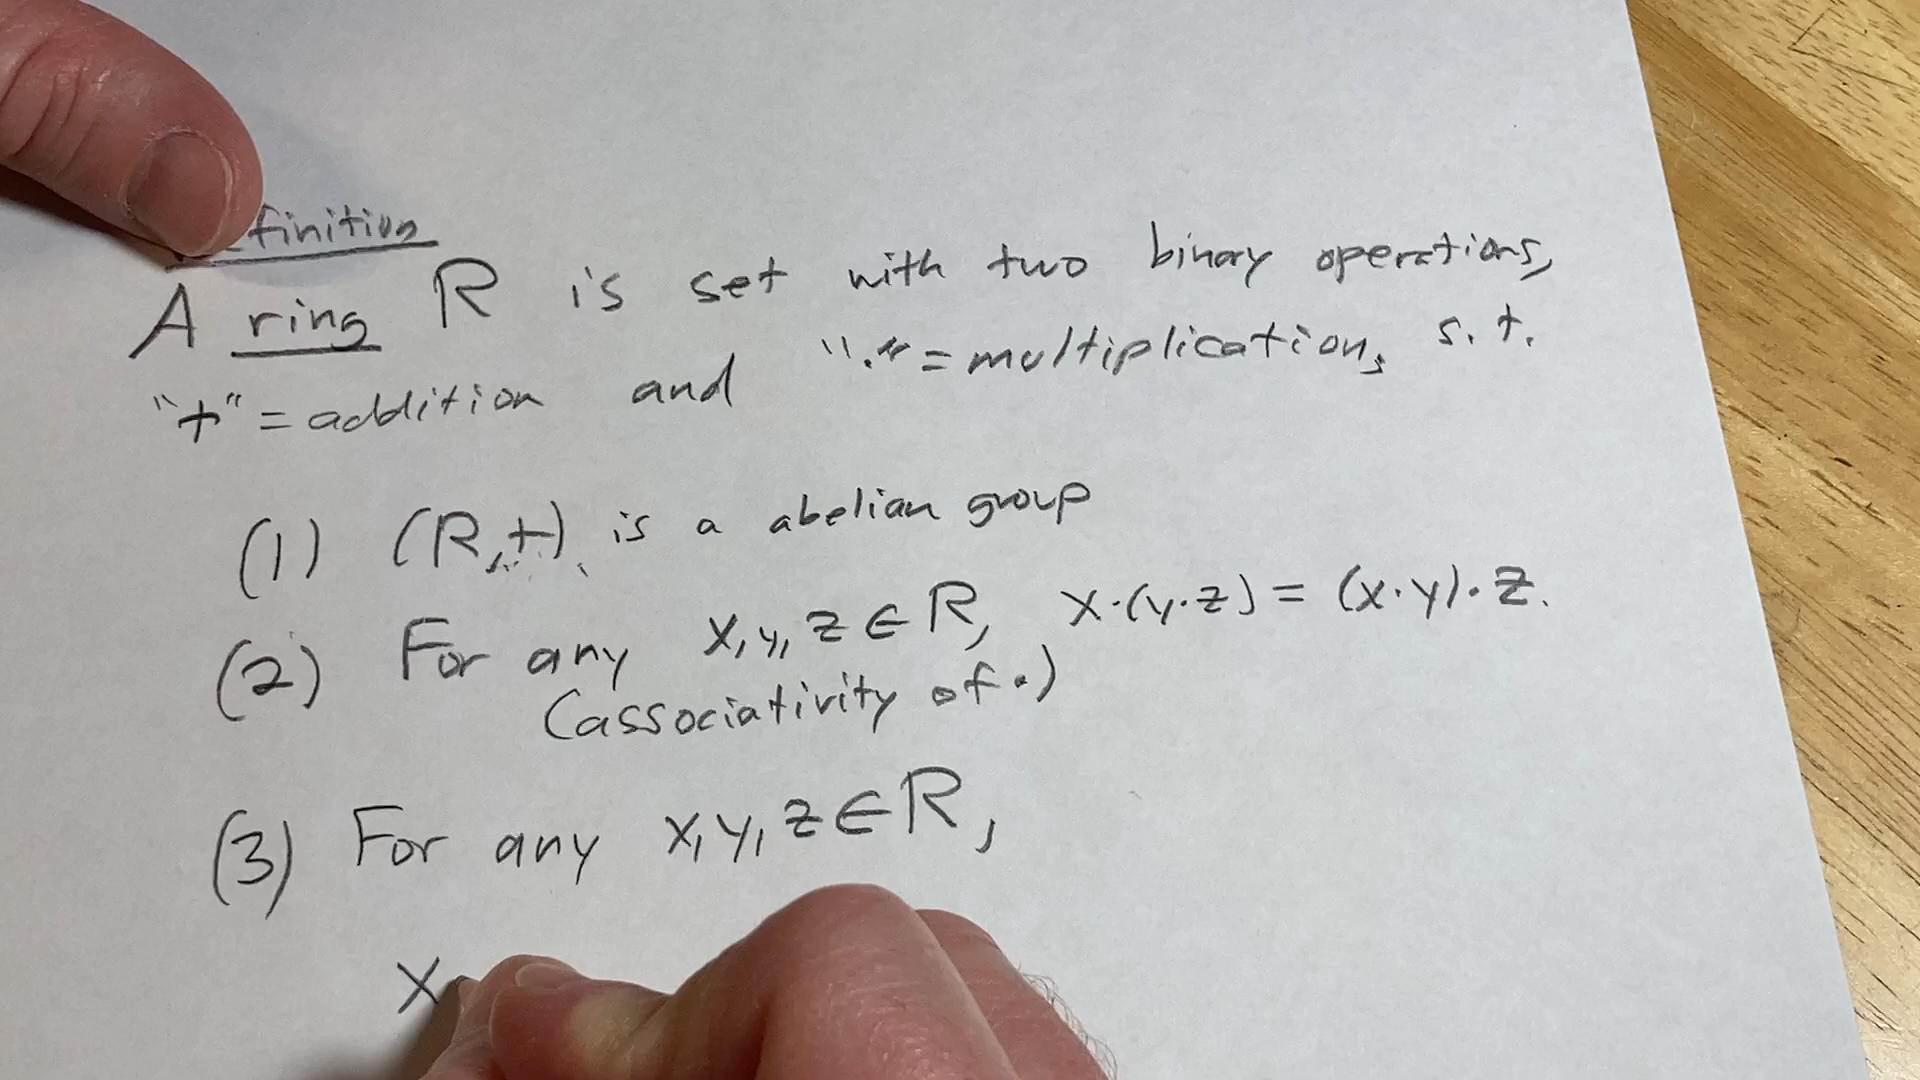 finition
A ring R is set with two binary operations,
"+" = addition and "·" = multiplication, s.t.
(1) (R,+) is a abelian group
(2) For any x, y, z ∈ R, x·(y·z) = (x·y)·z.
(associativity of ·)
(3) For any x, y, z ∈ R,
x